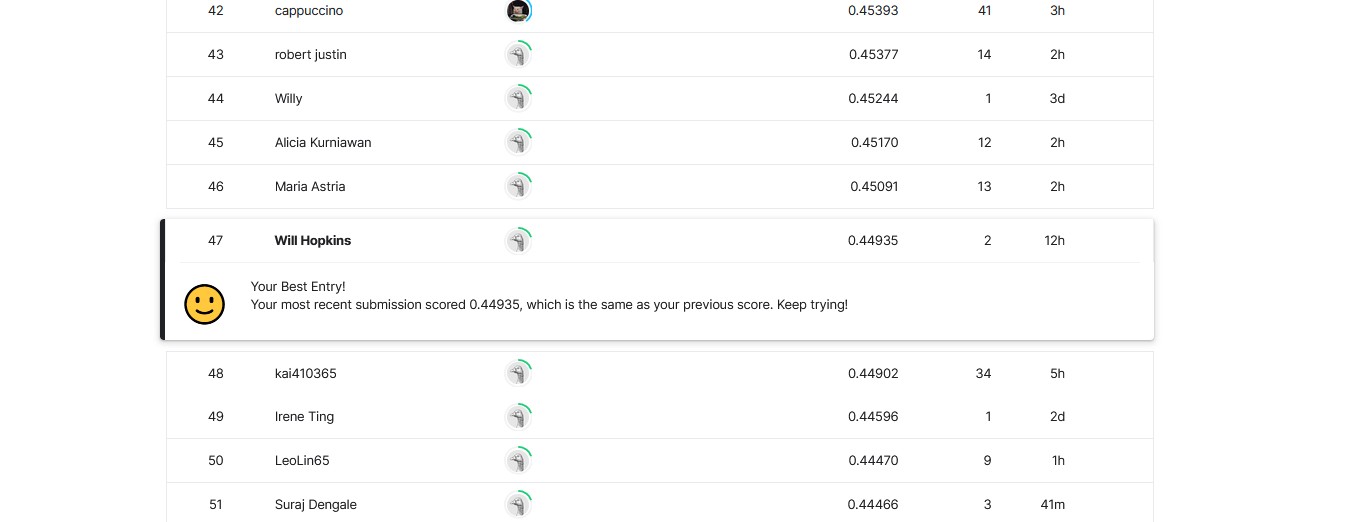 42 cappuccino 0.45393 41 3h
43 robert justin 0.45377 14 2h
44 Willy 0.45244 1 3d
45 Alicia Kurniawan 0.45170 12 2h
46 Maria Astria 0.45091 13 2h
47 Will Hopkins 0.44935 2 12h
Your Best Entry!
Your most recent submission scored 0.44935, which is the same as your previous score. Keep trying!
48 kai410365 0.44902 34 5h
49 Irene Ting 0.44596 1 2d
50 LeoLin65 0.44470 9 1h
51 Suraj Dengale 0.44466 3 41m